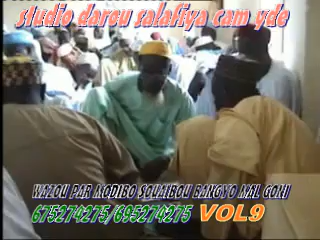 studio darou salafiya cam yde
WAZOU PAR MODIBO SOUAIBOU BANGYO MAL GONI
675274275/695274275 VOL9